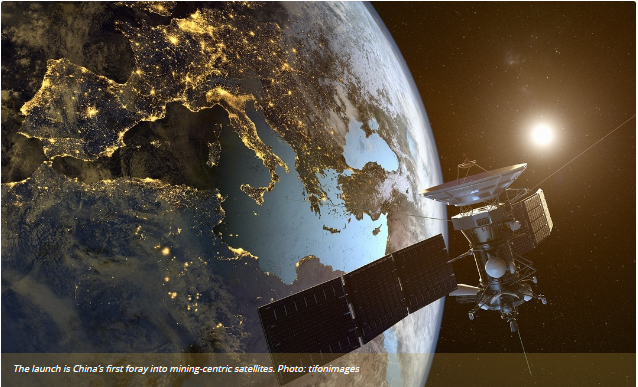 The launch is China's first foray into mining-centric satellites. Photo: tifonimages